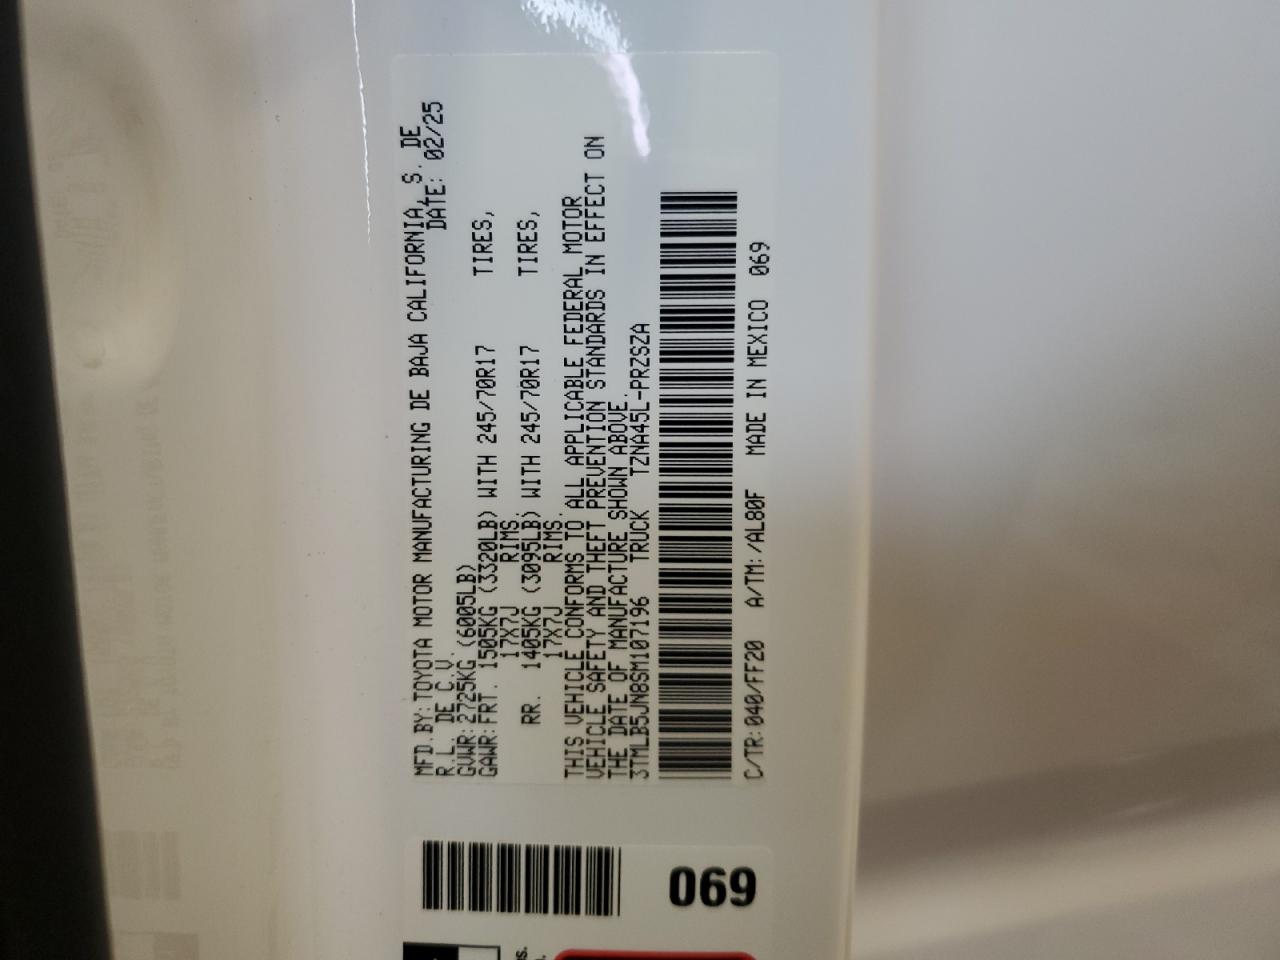 MFD.BY:TOYOTA MOTOR MANUFACTURING DE BAJA CALIFORNIA, S. DE
R.L. DE C.V. DATE: 02/25
GVWR:2725KG (6005LB)
GAWR:FRT. 1505KG (3320LB) WITH 245/70R17 TIRES,
17X7J RIMS.
RR. 1405KG (3095LB) WITH 245/70R17 TIRES,
17X7J RIMS.
THIS VEHICLE CONFORMS TO ALL APPLICABLE FEDERAL MOTOR
VEHICLE SAFETY AND THEFT PREVENTION STANDARDS IN EFFECT ON
THE DATE OF MANUFACTURE SHOWN ABOVE.
3TMLB5JN8SM107196 TRUCK TZNA45L-PRZSZA
C/TR:040/FF20 A/TM:/AL80F MADE IN MEXICO 069
069